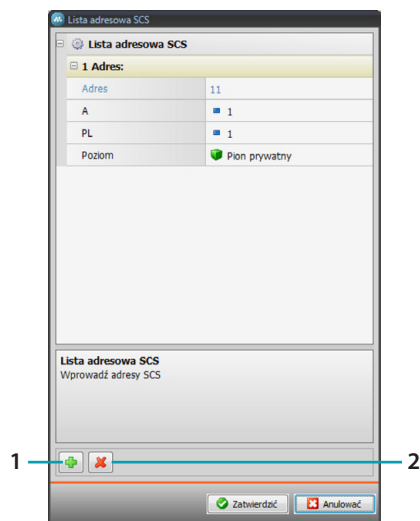 Lista adresowa SCS
Lista adresowa SCS
1 Adres:
Adres 11
A 1
PL 1
Poziom Pion prywatny
Lista adresowa SCS
Wprowadź adresy SCS
1 2
Zatwierdzić Anulować